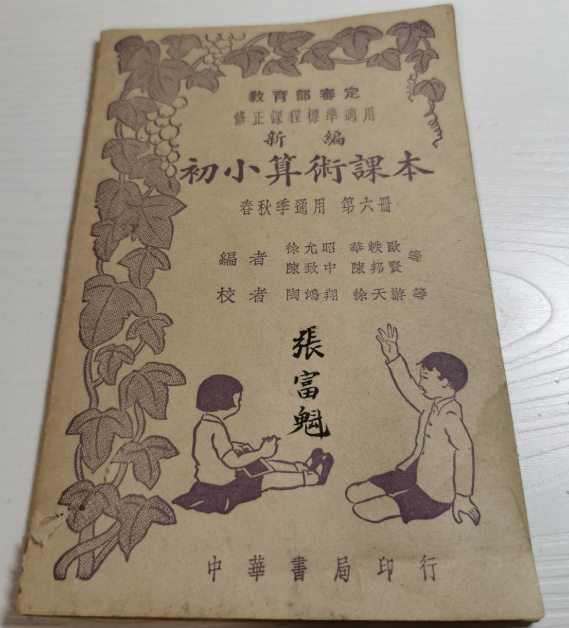 教育部審定
修正課程標準適用
新編
初小算術課本
春秋季通用 第六冊
編者 徐允昭 華軼歐 陳致中 陳邦賢 等
校者 陶鴻翔 徐天游 等
張富魁
中華書局印行